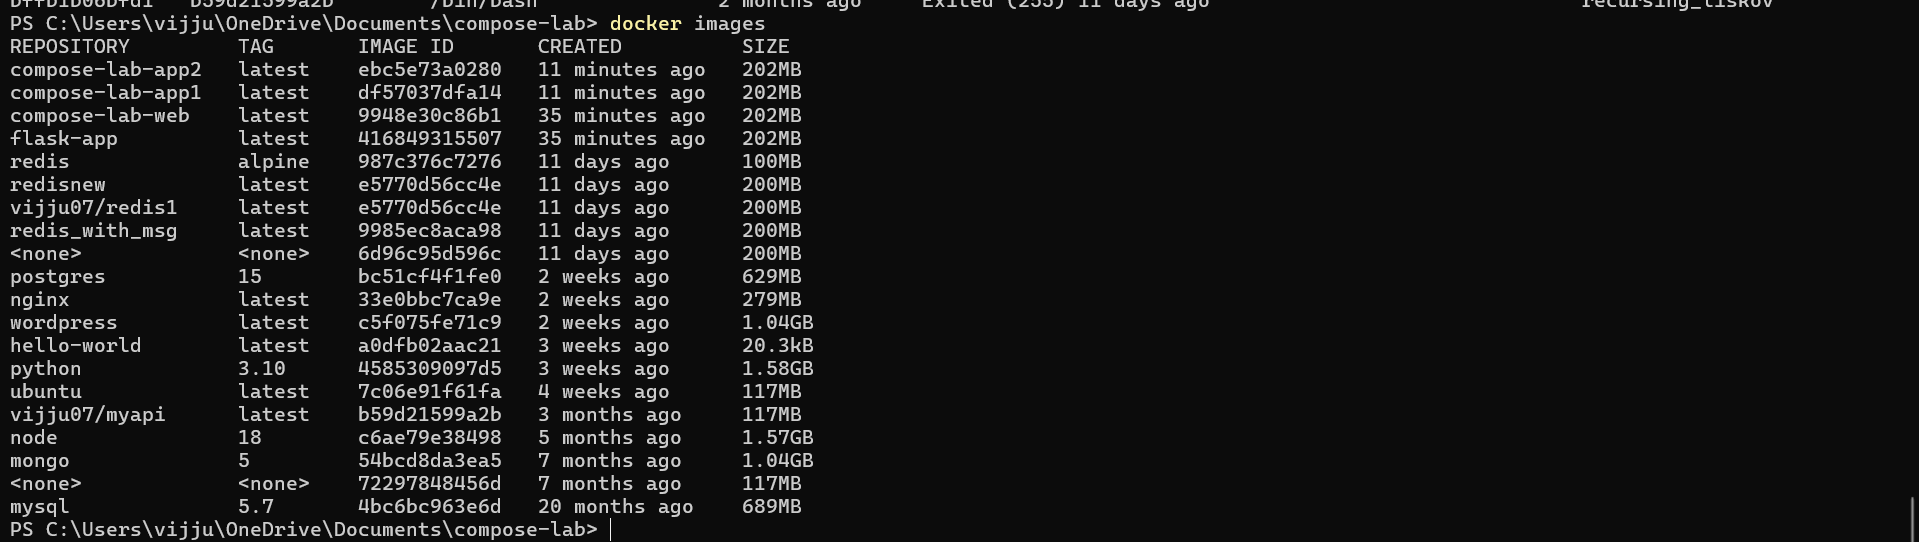 2 months ago Exited (255) 11 days ago recursing_liskov
PS C:\Users\vijju\OneDrive\Documents\compose-lab> docker images
REPOSITORY TAG IMAGE ID CREATED SIZE
compose-lab-app2 latest ebc5e73a0280 11 minutes ago 202MB
compose-lab-app1 latest df57037dfa14 11 minutes ago 202MB
compose-lab-web latest 9948e30c86b1 35 minutes ago 202MB
flask-app latest 416849315507 35 minutes ago 202MB
redis alpine 987c376c7276 11 days ago 100MB
redisnew latest e5770d56cc4e 11 days ago 200MB
vijju07/redis1 latest e5770d56cc4e 11 days ago 200MB
redis_with_msg latest 9985ec8aca98 11 days ago 200MB
<none> <none> 6d96c95d596c 11 days ago 200MB
postgres 15 bc51cf4f1fe0 2 weeks ago 629MB
nginx latest 33e0bbc7ca9e 2 weeks ago 279MB
wordpress latest c5f075fe71c9 2 weeks ago 1.04GB
hello-world latest a0dfb02aac21 3 weeks ago 20.3kB
python 3.10 4585309097d5 3 weeks ago 1.58GB
ubuntu latest 7c06e91f61fa 4 weeks ago 117MB
vijju07/myapi latest b59d21599a2b 3 months ago 117MB
node 18 c6ae79e38498 5 months ago 1.57GB
mongo 5 54bcd8da3ea5 7 months ago 1.04GB
<none> <none> 72297848456d 7 months ago 117MB
mysql 5.7 4bc6bc963e6d 20 months ago 689MB
PS C:\Users\vijju\OneDrive\Documents\compose-lab>